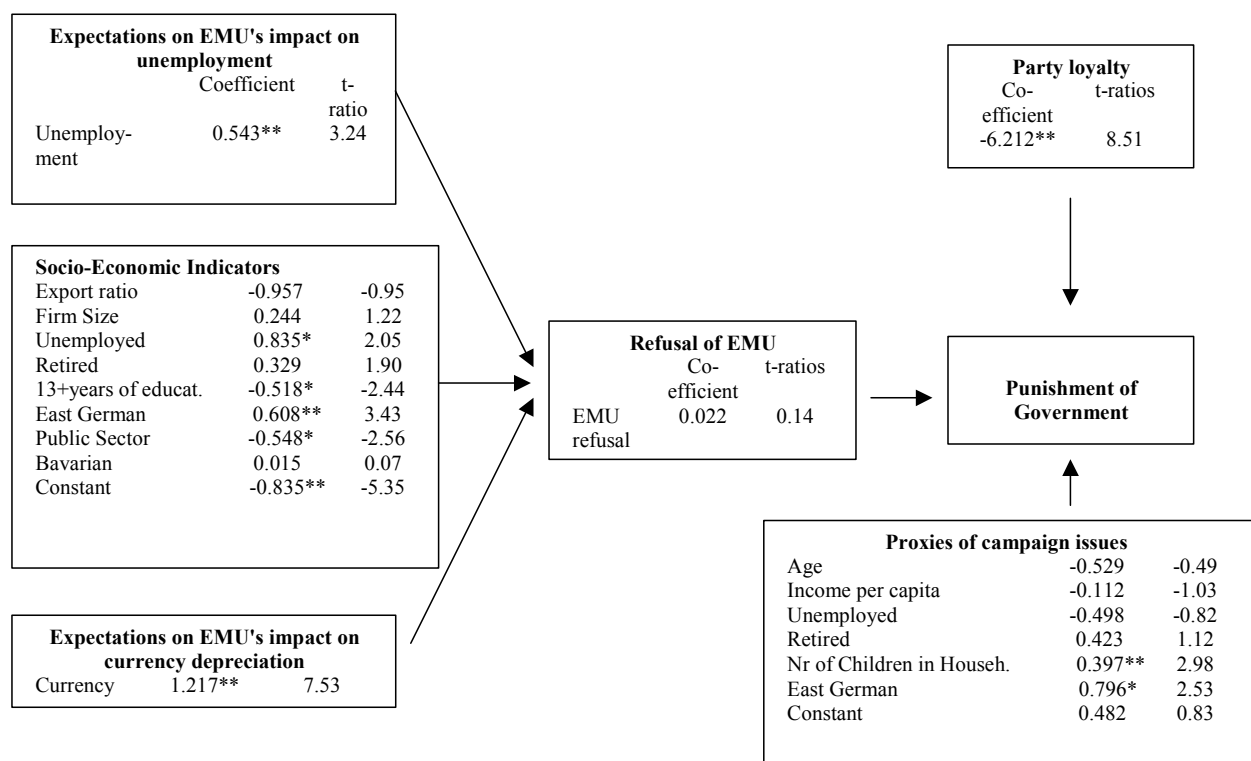 Expectations on EMU's impact on
unemployment
Coefficient t-
ratio
Unemploy- 0.543** 3.24
ment
Socio-Economic Indicators
Export ratio -0.957 -0.95
Firm Size 0.244 1.22
Unemployed 0.835* 2.05
Retired 0.329 1.90
13+years of educat. -0.518* -2.44
East German 0.608** 3.43
Public Sector -0.548* -2.56
Bavarian 0.015 0.07
Constant -0.835** -5.35
Expectations on EMU's impact on
currency depreciation
Currency 1.217** 7.53
Refusal of EMU
Co- t-ratios
efficient
EMU 0.022 0.14
refusal
Party loyalty
Co- t-ratios
efficient
-6.212** 8.51
Punishment of
Government
Proxies of campaign issues
Age -0.529 -0.49
Income per capita -0.112 -1.03
Unemployed -0.498 -0.82
Retired 0.423 1.12
Nr of Children in Househ. 0.397** 2.98
East German 0.796* 2.53
Constant 0.482 0.83